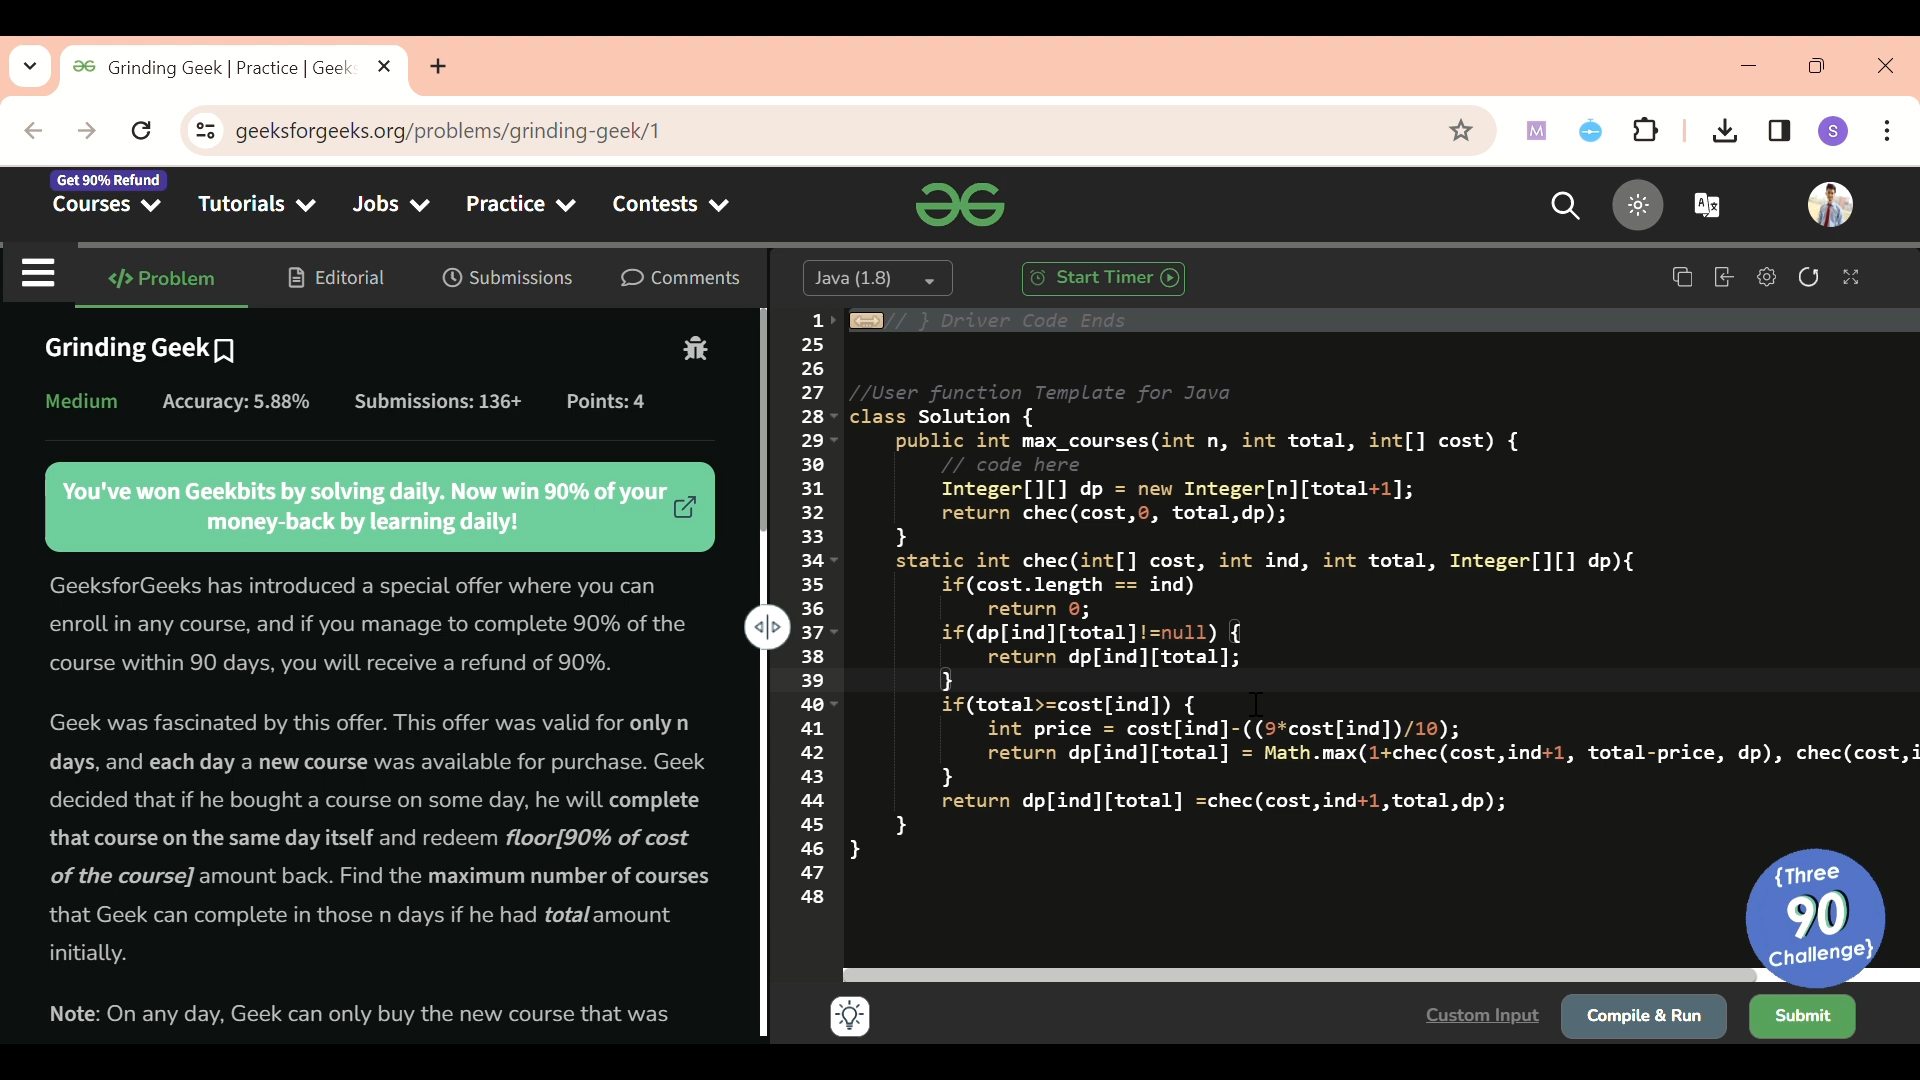 Grinding Geek | Practice | Geeks
geeksforgeeks.org/problems/grinding-geek/1
M
S
Get 90% Refund
Courses
Tutorials
Jobs
Practice
Contests
</> Problem
Editorial
Submissions
Comments
Java (1.8)
Start Timer
Grinding Geek
Medium Accuracy: 5.88% Submissions: 136+ Points: 4
You've won Geekbits by solving daily. Now win 90% of your
money-back by learning daily!
GeeksforGeeks has introduced a special offer where you can
enroll in any course, and if you manage to complete 90% of the
course within 90 days, you will receive a refund of 90%.
Geek was fascinated by this offer. This offer was valid for only n
days, and each day a new course was available for purchase. Geek
decided that if he bought a course on some day, he will complete
that course on the same day itself and redeem floor[90% of cost
of the course] amount back. Find the maximum number of courses
that Geek can complete in those n days if he had total amount
initially.
Note: On any day, Geek can only buy the new course that was
1 // } Driver Code Ends
25
26
27 //User function Template for Java
28 class Solution {
29 public int max_courses(int n, int total, int[] cost) {
30 // code here
31 Integer[][] dp = new Integer[n][total+1];
32 return chec(cost,0, total,dp);
33 }
34 static int chec(int[] cost, int ind, int total, Integer[][] dp){
35 if(cost.length == ind)
36 return 0;
37 if(dp[ind][total]!=null) {
38 return dp[ind][total];
39 }
40 if(total>=cost[ind]) {
41 int price = cost[ind]-((9*cost[ind])/10);
42 return dp[ind][total] = Math.max(1+chec(cost,ind+1, total-price, dp), chec(cost,i
43 }
44 return dp[ind][total] =chec(cost,ind+1,total,dp);
45 }
46 }
47
48
{Three
90
Challenge}
Custom Input
Compile & Run
Submit